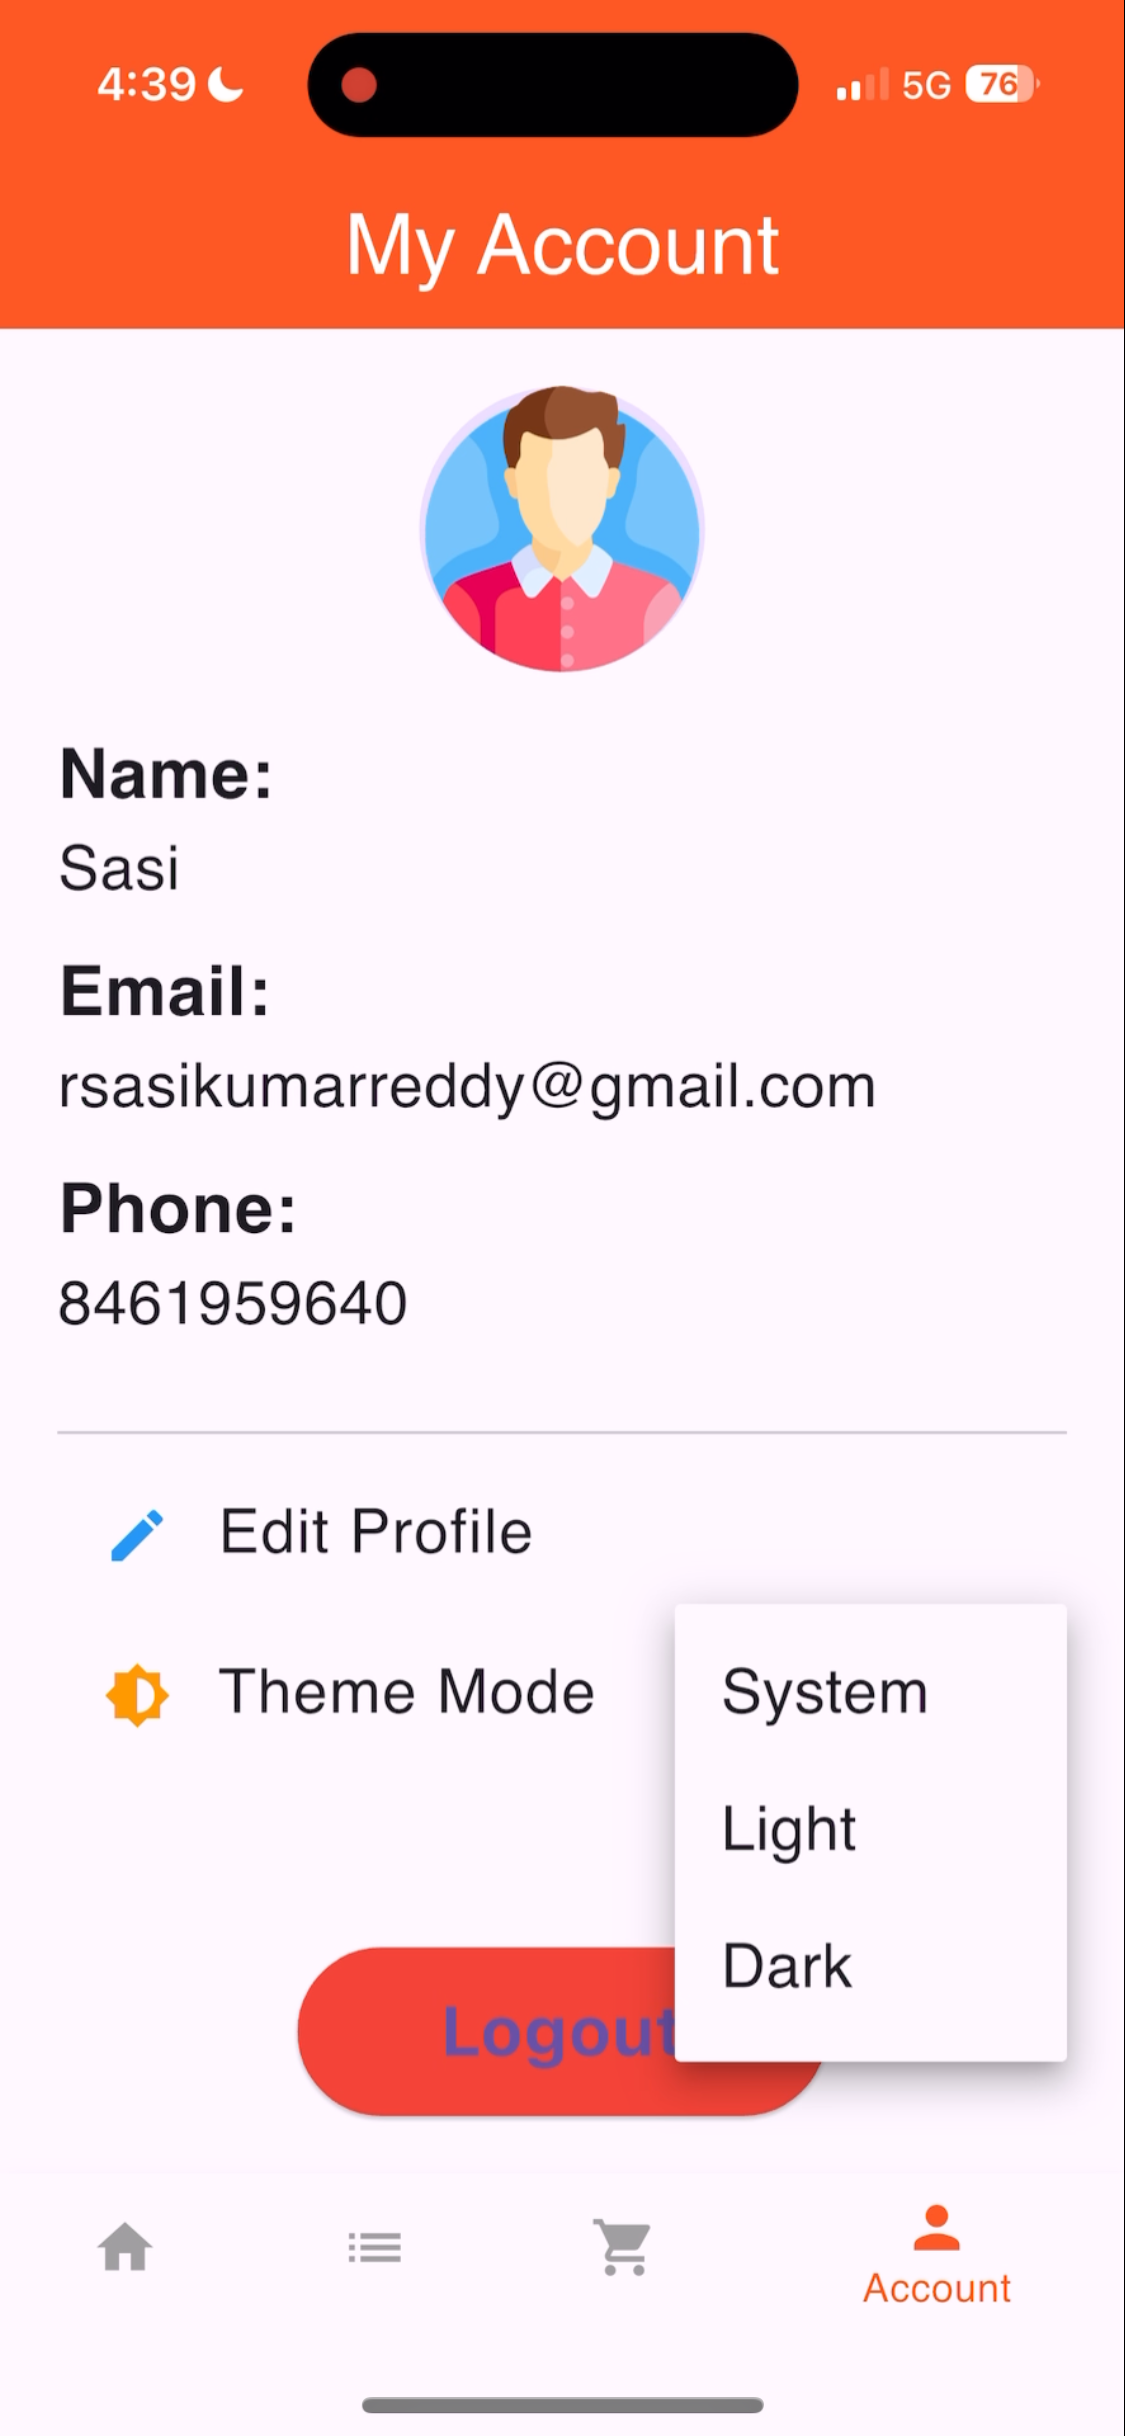 4:39
5G
76
My Account
Name:
Sasi
Email:
rsasikumarreddy@gmail.com
Phone:
8461959640
Edit Profile
Theme Mode
System
Light
Dark
Logout
Account